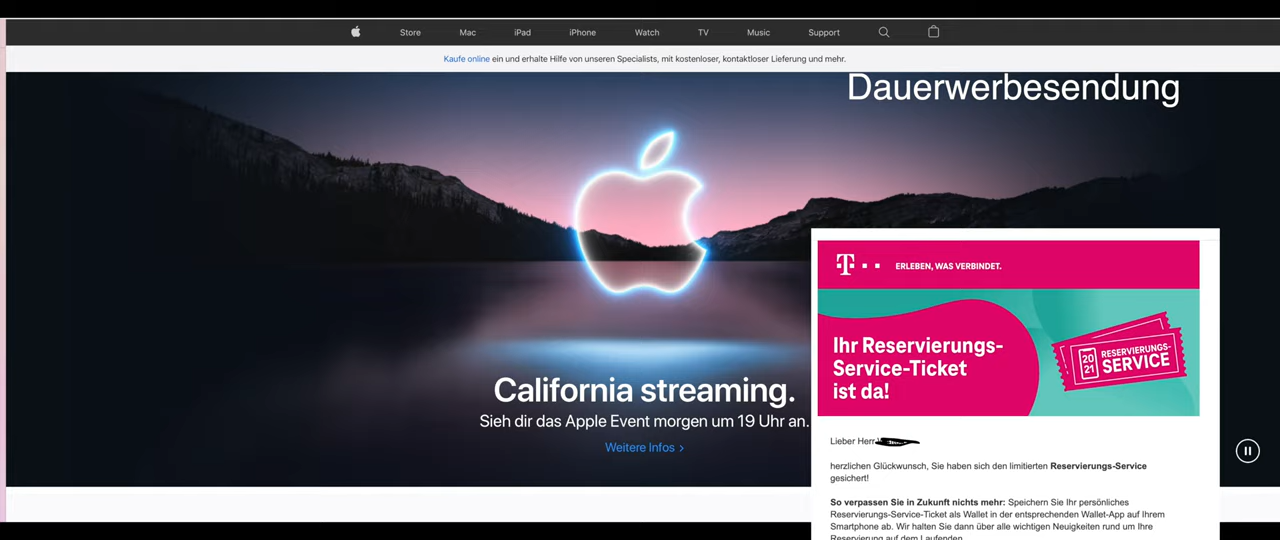 Store Mac iPad iPhone Watch TV Music Support
Kaufe online ein und erhalte Hilfe von unseren Specialists, mit kostenloser, kontaktloser Lieferung und mehr.
Dauerwerbesendung
California streaming.
Sieh dir das Apple Event morgen um 19 Uhr an.
Weitere Infos >
T ERLEBEN, WAS VERBINDET.
Ihr Reservierungs-
Service-Ticket
ist da!
20
21
RESERVIERUNGS-
SERVICE
Lieber Herr
herzlichen Glückwunsch, Sie haben sich den limitierten Reservierungs-Service
gesichert!
So verpassen Sie in Zukunft nichts mehr: Speichern Sie Ihr persönliches
Reservierungs-Service-Ticket als Wallet in der entsprechenden Wallet-App auf Ihrem
Smartphone ab. Wir halten Sie dann über alle wichtigen Neuigkeiten rund um Ihre
Reservierung auf dem Laufenden